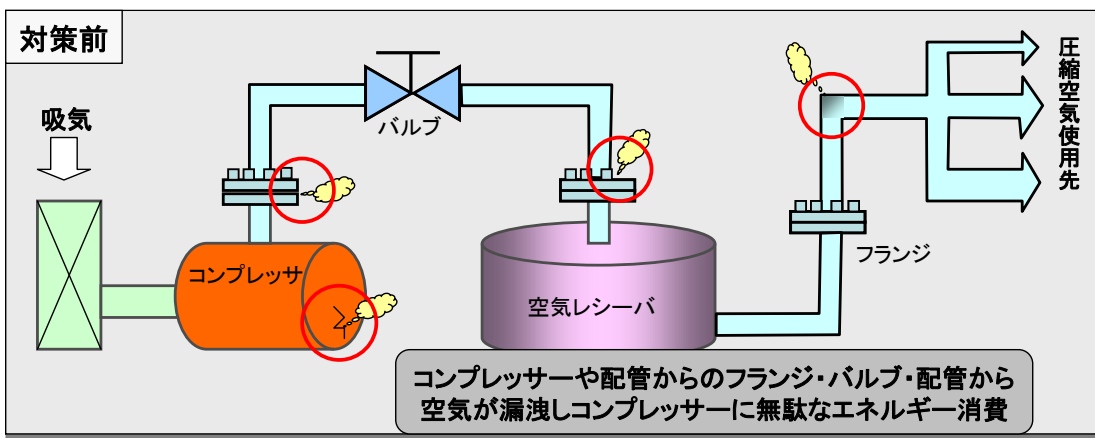 対策前
吸気
バルブ
コンプレッサ
空気レシーバ
フランジ
圧縮空気使用先
コンプレッサーや配管からのフランジ・バルブ・配管から
空気が漏洩しコンプレッサーに無駄なエネルギー消費